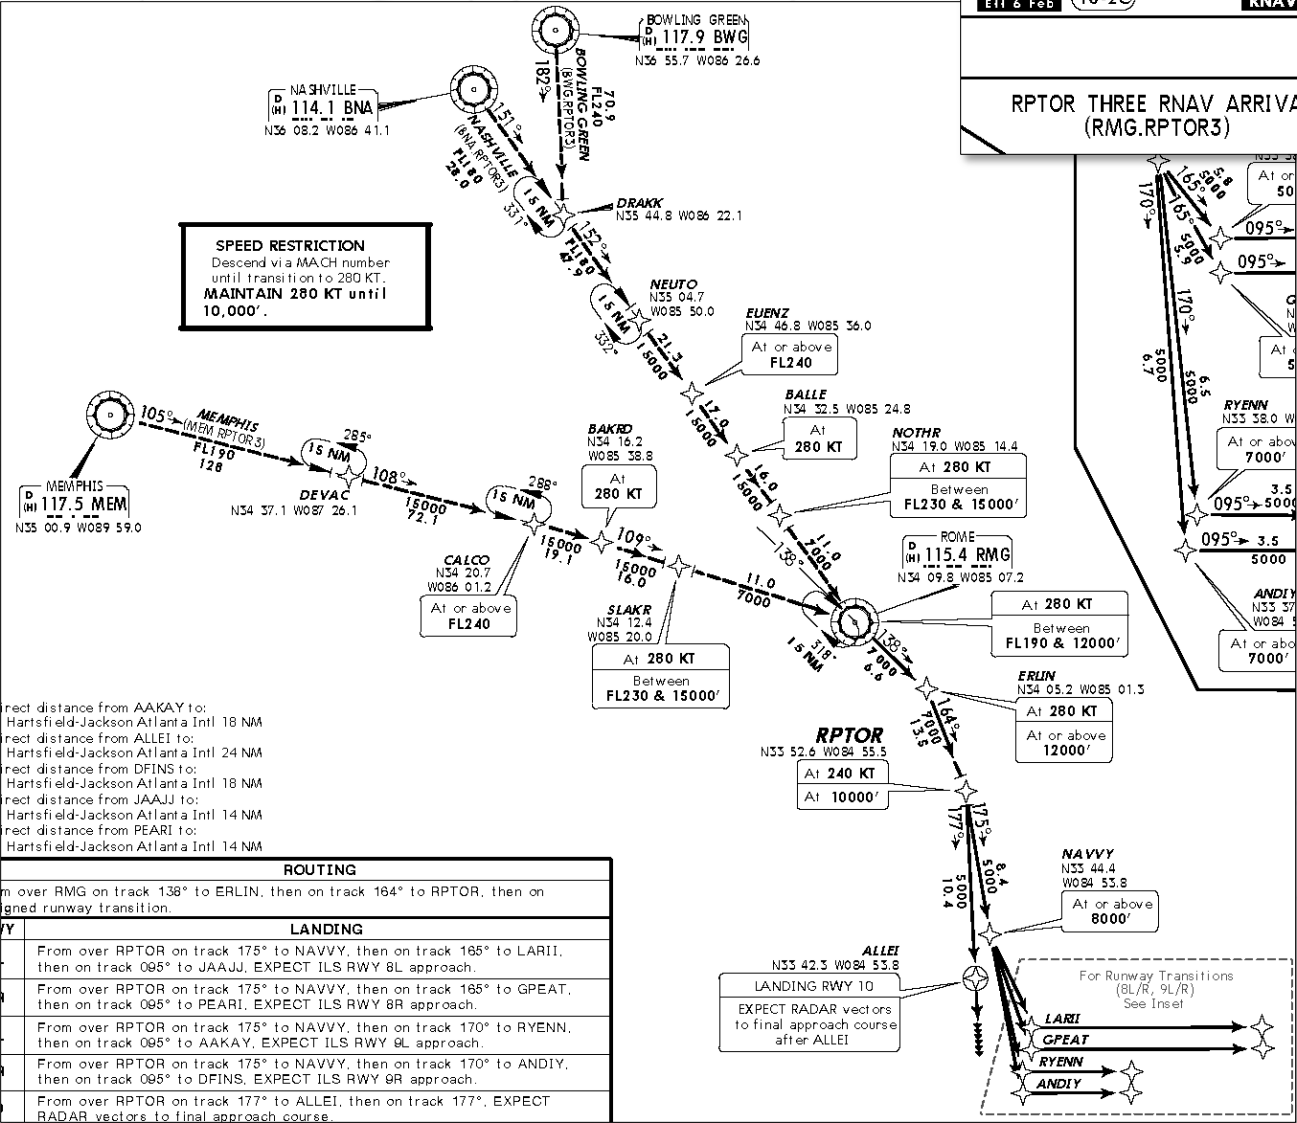 Eff 6 Feb
10-2C
RNAV
RPTOR THREE RNAV ARRIVA
(RMG.RPTOR3)
BOWLING GREEN
D
(H) 117.9 BWG
N36 55.7 W086 26.6
NASHVILLE
D
(H) 114.1 BNA
N36 08.2 W086 41.1
182°
70.9
FL240
BOWLING GREEN
(BWG.RPTOR3)
151°
NASHVILLE
(BNA.RPTOR3)
FL180
28.0
15 NM
331°
DRAKK
N35 44.8 W086 22.1
152°
FL180
47.9
SPEED RESTRICTION
Descend via MACH number
until transition to 280 KT.
MAINTAIN 280 KT until
10,000'.
NEUTO
N35 04.7
W085 50.0
15 NM
332°
21.3
15000
EUENZ
N34 46.8 W085 36.0
At or above
FL240
17.0
15000
BALLE
N34 32.5 W085 24.8
At
280 KT
16.0
15000
NOTHR
N34 19.0 W085 14.4
At 280 KT
Between
FL230 & 15000'
11.0
7000
138°
105°
MEMPHIS
(MEM.RPTOR3)
FL190
128
MEMPHIS
D
(H) 117.5 MEM
N35 00.9 W089 59.0
285°
15 NM
DEVAC
N34 37.1 W087 26.1
108°
15000
72.1
288°
15 NM
CALCO
N34 20.7
W086 01.2
At or above
FL240
15000
19.1
BAKRD
N34 16.2
W085 38.8
At
280 KT
109°
15000
16.0
SLAKR
N34 12.4
W085 20.0
At 280 KT
Between
FL230 & 15000'
11.0
7000
ROME
D
(H) 115.4 RMG
N34 09.8 W085 07.2
At 280 KT
Between
FL190 & 12000'
318°
15 NM
138°
7000
6.6
ERLIN
N34 05.2 W085 01.3
At 280 KT
At or above
12000'
164°
7000
13.5
RPTOR
N33 52.6 W084 55.5
At 240 KT
At 10000'
177°
175°
5000
10.4
8.4
5000
NAVVY
N33 44.4
W084 53.8
At or above
8000'
ALLEI
N33 42.3 W084 53.8
LANDING RWY 10
EXPECT RADAR vectors
to final approach course
after ALLEI
For Runway Transitions
(8L/R, 9L/R)
See Inset
LARII
GPEAT
RYENN
ANDIY
170°
165°
5.8
5000
165°
5000
5.9
At or
50
095°
095°
At o
5
170°
5000
6.7
6.5
5000
RYENN
N33 38.0 W
At or abov
7000'
3.5
095° 5000
095° 3.5
5000
ANDIY
N33 37
W084 5
At or abo
7000'
irect distance from AAKAY to:
Hartsfield-Jackson Atlanta Intl 18 NM
irect distance from ALLEI to:
Hartsfield-Jackson Atlanta Intl 24 NM
irect distance from DFINS to:
Hartsfield-Jackson Atlanta Intl 18 NM
irect distance from JAAJJ to:
Hartsfield-Jackson Atlanta Intl 14 NM
irect distance from PEARI to:
Hartsfield-Jackson Atlanta Intl 14 NM
ROUTING
m over RMG on track 138° to ERLIN, then on track 164° to RPTOR, then on
igned runway transition.
YY
LANDING
From over RPTOR on track 175° to NAVVY, then on track 165° to LARII,
then on track 095° to JAAJJ, EXPECT ILS RWY 8L approach.
From over RPTOR on track 175° to NAVVY, then on track 165° to GPEAT,
then on track 095° to PEARI, EXPECT ILS RWY 8R approach.
From over RPTOR on track 175° to NAVVY, then on track 170° to RYENN,
then on track 095° to AAKAY, EXPECT ILS RWY 9L approach.
From over RPTOR on track 175° to NAVVY, then on track 170° to ANDIY,
then on track 095° to DFINS, EXPECT ILS RWY 9R approach.
From over RPTOR on track 177° to ALLEI, then on track 177°, EXPECT
RADAR vectors to final approach course.